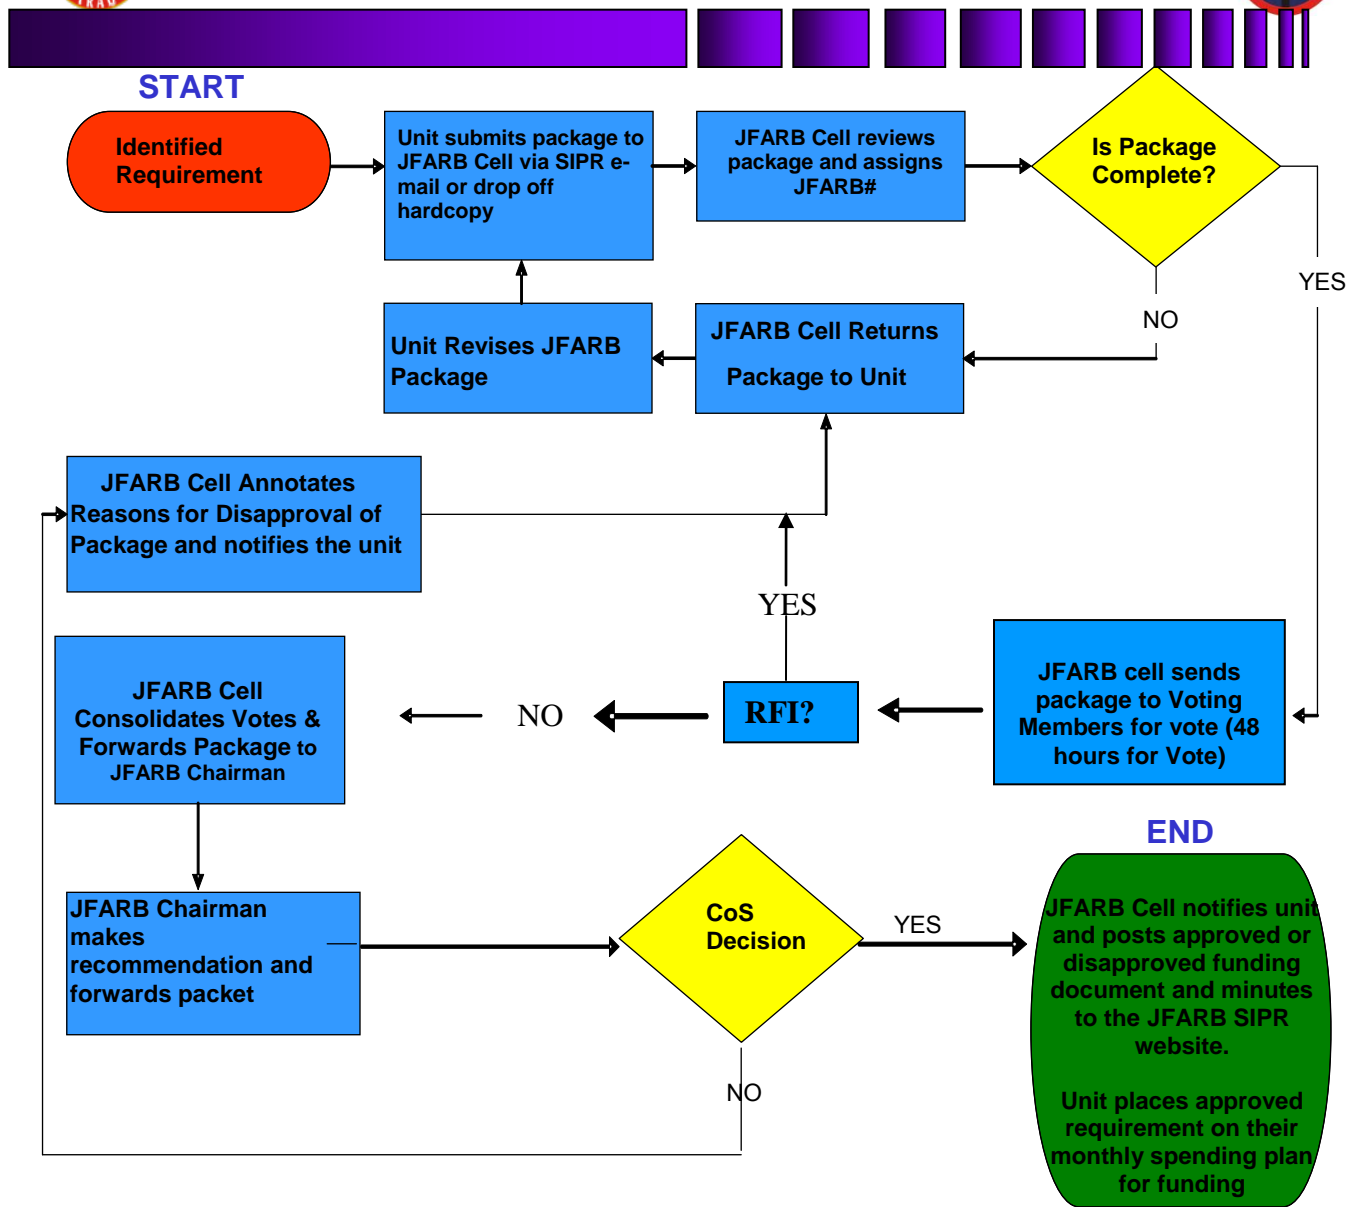 START
Identified
Requirement
Unit submits package to
JFARB Cell via SIPR e-
mail or drop off
hardcopy
JFARB Cell reviews
package and assigns
JFARB#
Is Package
Complete?
YES
NO
JFARB Cell Returns
Package to Unit
Unit Revises JFARB
Package
JFARB Cell Annotates
Reasons for Disapproval of
Package and notifies the unit
YES
JFARB cell sends
package to Voting
Members for vote (48
hours for Vote)
RFI?
NO
JFARB Cell
Consolidates Votes &
Forwards Package to
JFARB Chairman
JFARB Chairman
makes
recommendation and
forwards packet
CoS
Decision
YES
NO
END
JFARB Cell notifies unit
and posts approved or
disapproved funding
document and minutes
to the JFARB SIPR
website.
Unit places approved
requirement on their
monthly spending plan
for funding